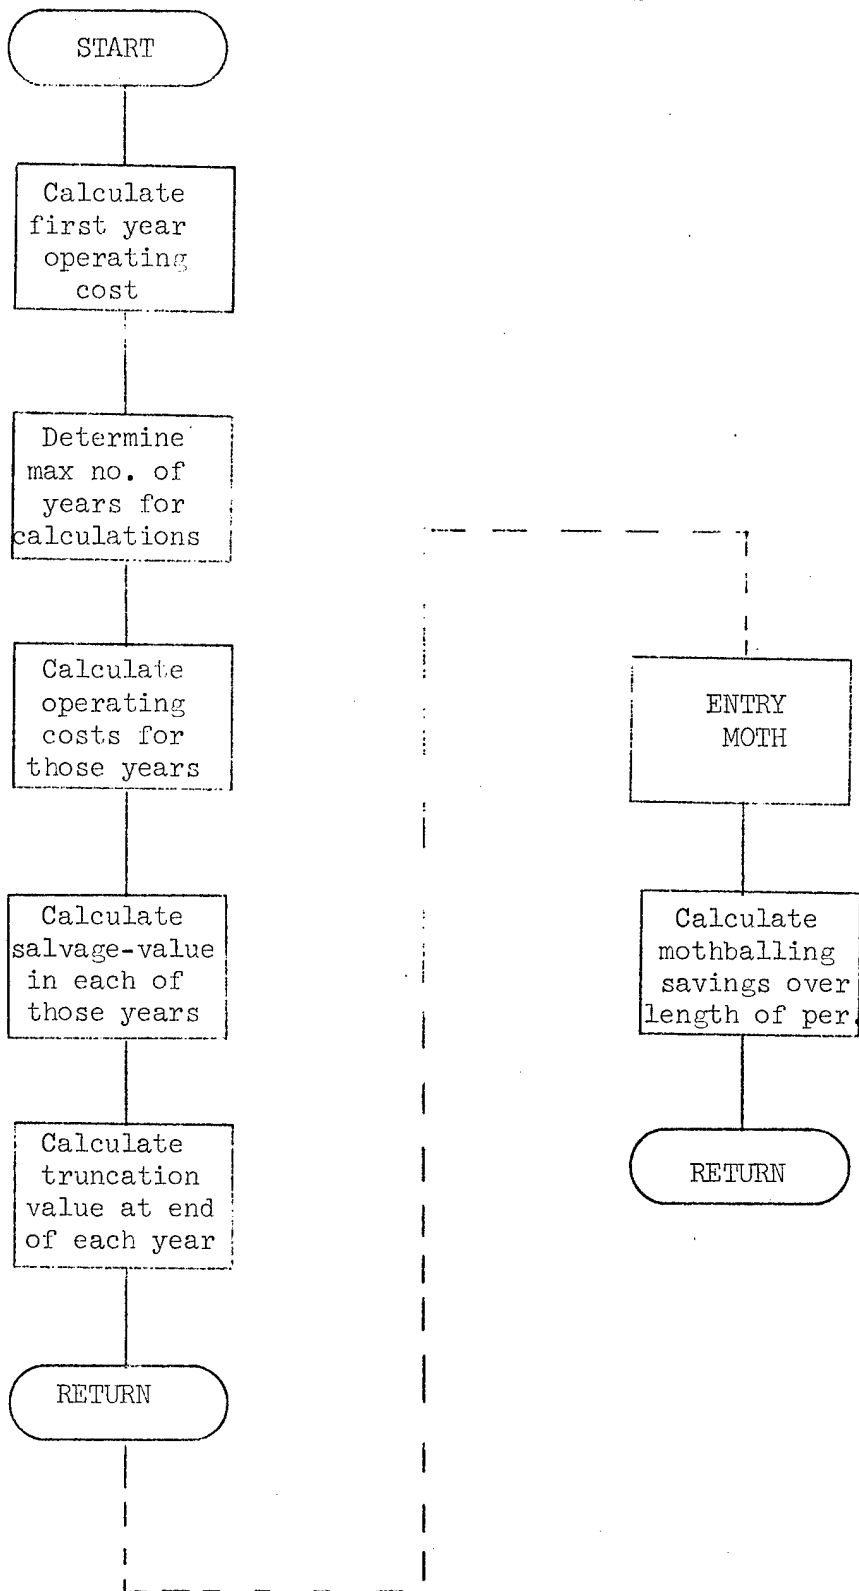 START
Calculate
first year
operating
cost
Determine
max no. of
years for
calculations
Calculate
operating
costs for
those years
Calculate
salvage-value
in each of
those years
Calculate
truncation
value at end
of each year
RETURN
ENTRY
MOTH
Calculate
mothballing
savings over
length of per.
RETURN